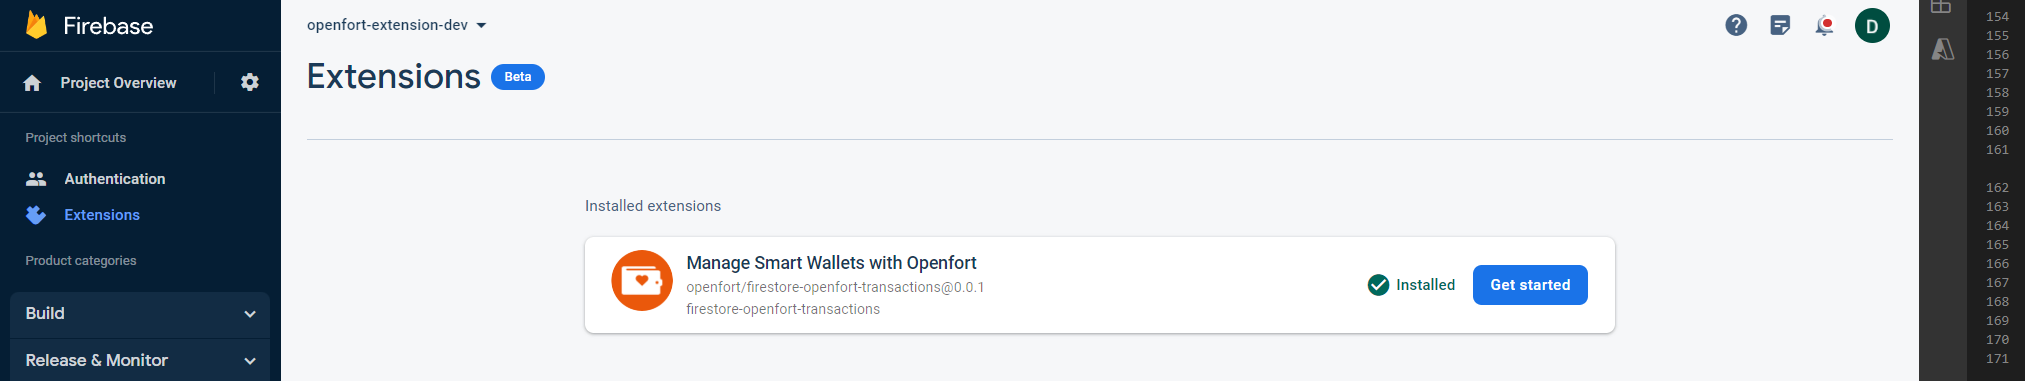 Firebase
Project Overview
Project shortcuts
Authentication
Extensions
Product categories
Build
Release & Monitor
openfort-extension-dev
D
Extensions
Beta
Installed extensions
Manage Smart Wallets with Openfort
openfort/firestore-openfort-transactions@0.0.1
firestore-openfort-transactions
Installed
Get started
154
155
156
157
158
159
160
161
162
163
164
165
166
167
168
169
170
171